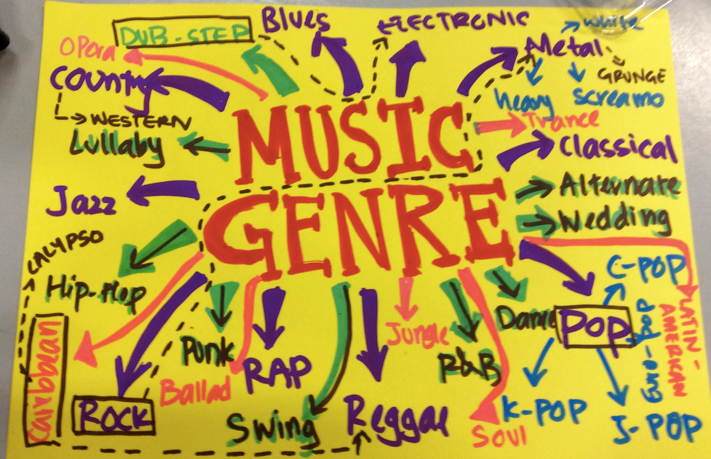 DUB-STEP
BLUES
ELECTRONIC
White
Opera
Metal
GRUNGE
Country
heavy
screamo
WESTERN
MUSIC
Trance
Lullaby
Classical
Jazz
GENRE
Alternate
Wedding
CALYPSO
C-POP
Hip-Hop
LATIN-AMERICAN
Caribbean
Punk
RAP
Jungle
R&B
Dance
POP
Euro-Pop
Ballad
ROCK
Swing
Reggae
Soul
K-POP
J-POP